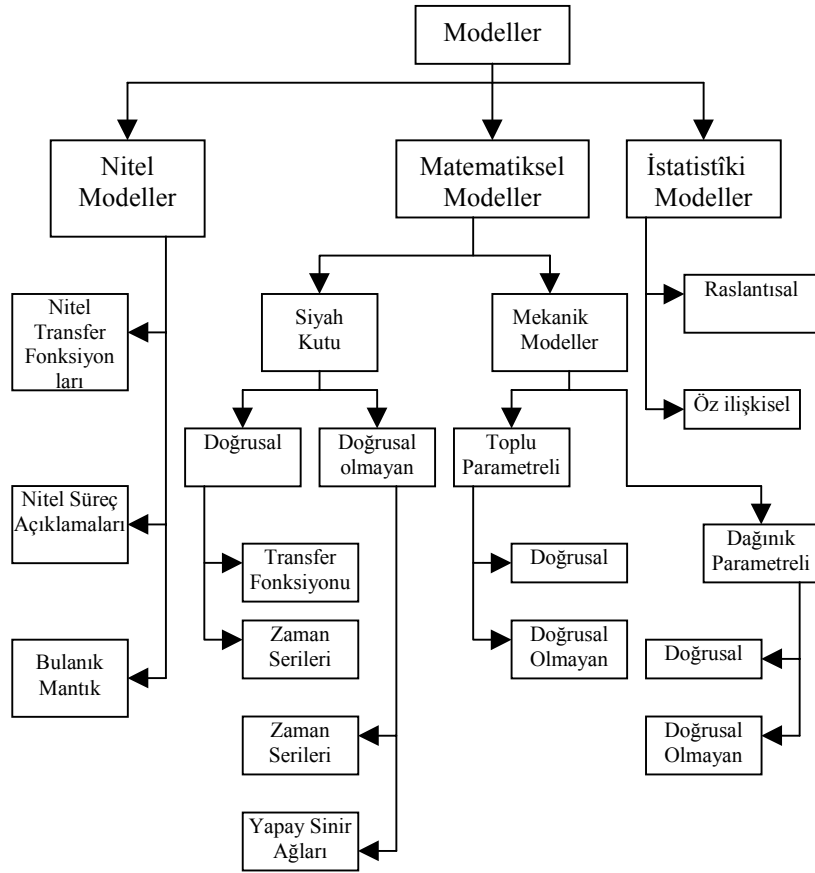 Modeller
Nitel
Modeller
Matematiksel
Modeller
İstatistîki
Modeller
Nitel
Transfer
Fonksiyon
ları
Nitel Süreç
Açıklamaları
Bulanık
Mantık
Siyah
Kutu
Mekanik
Modeller
Raslantısal
Öz ilişkisel
Doğrusal
Doğrusal
olmayan
Toplu
Parametreli
Dağınık
Parametreli
Transfer
Fonksiyonu
Zaman
Serileri
Zaman
Serileri
Yapay Sinir
Ağları
Doğrusal
Doğrusal
Olmayan
Doğrusal
Doğrusal
Olmayan